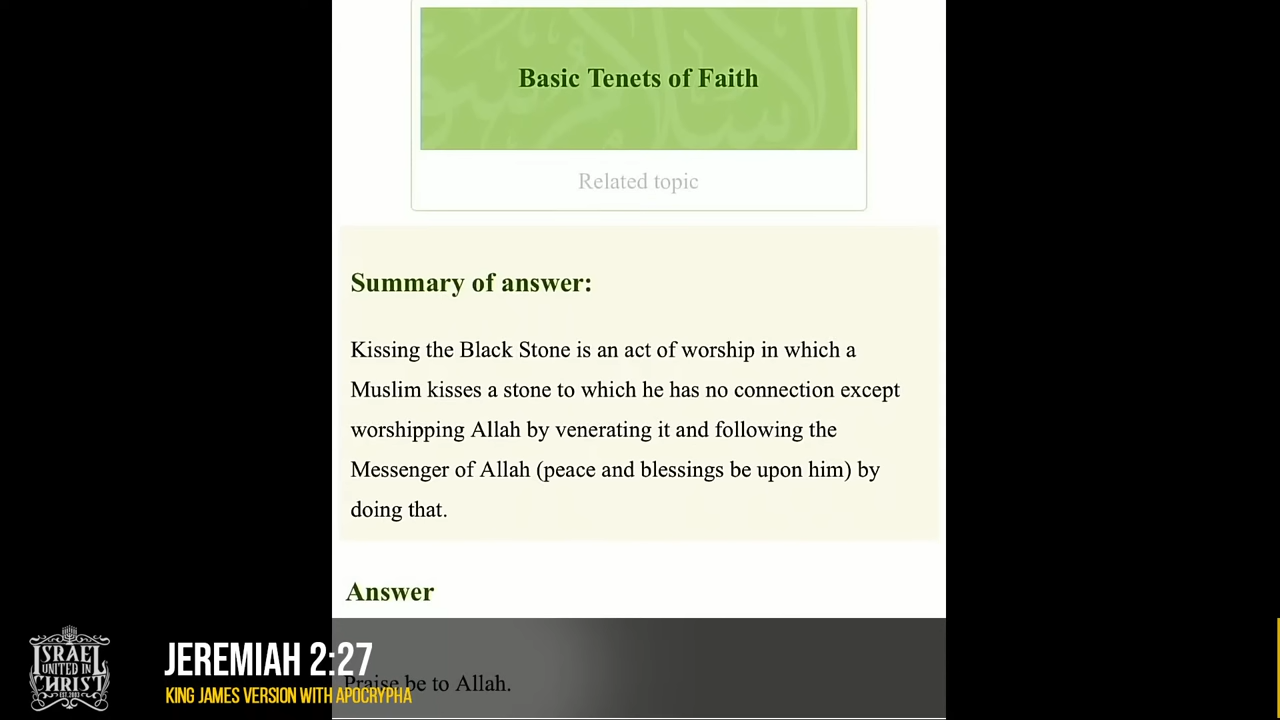 Basic Tenets of Faith
Related topic
Summary of answer:
Kissing the Black Stone is an act of worship in which a
Muslim kisses a stone to which he has no connection except
worshipping Allah by venerating it and following the
Messenger of Allah (peace and blessings be upon him) by
doing that.
Answer
Praise be to Allah.
ISRAEL
UNITED IN
CHRIST
EST. 2003
JEREMIAH 2:27
KING JAMES VERSION WITH APOCRYPHA